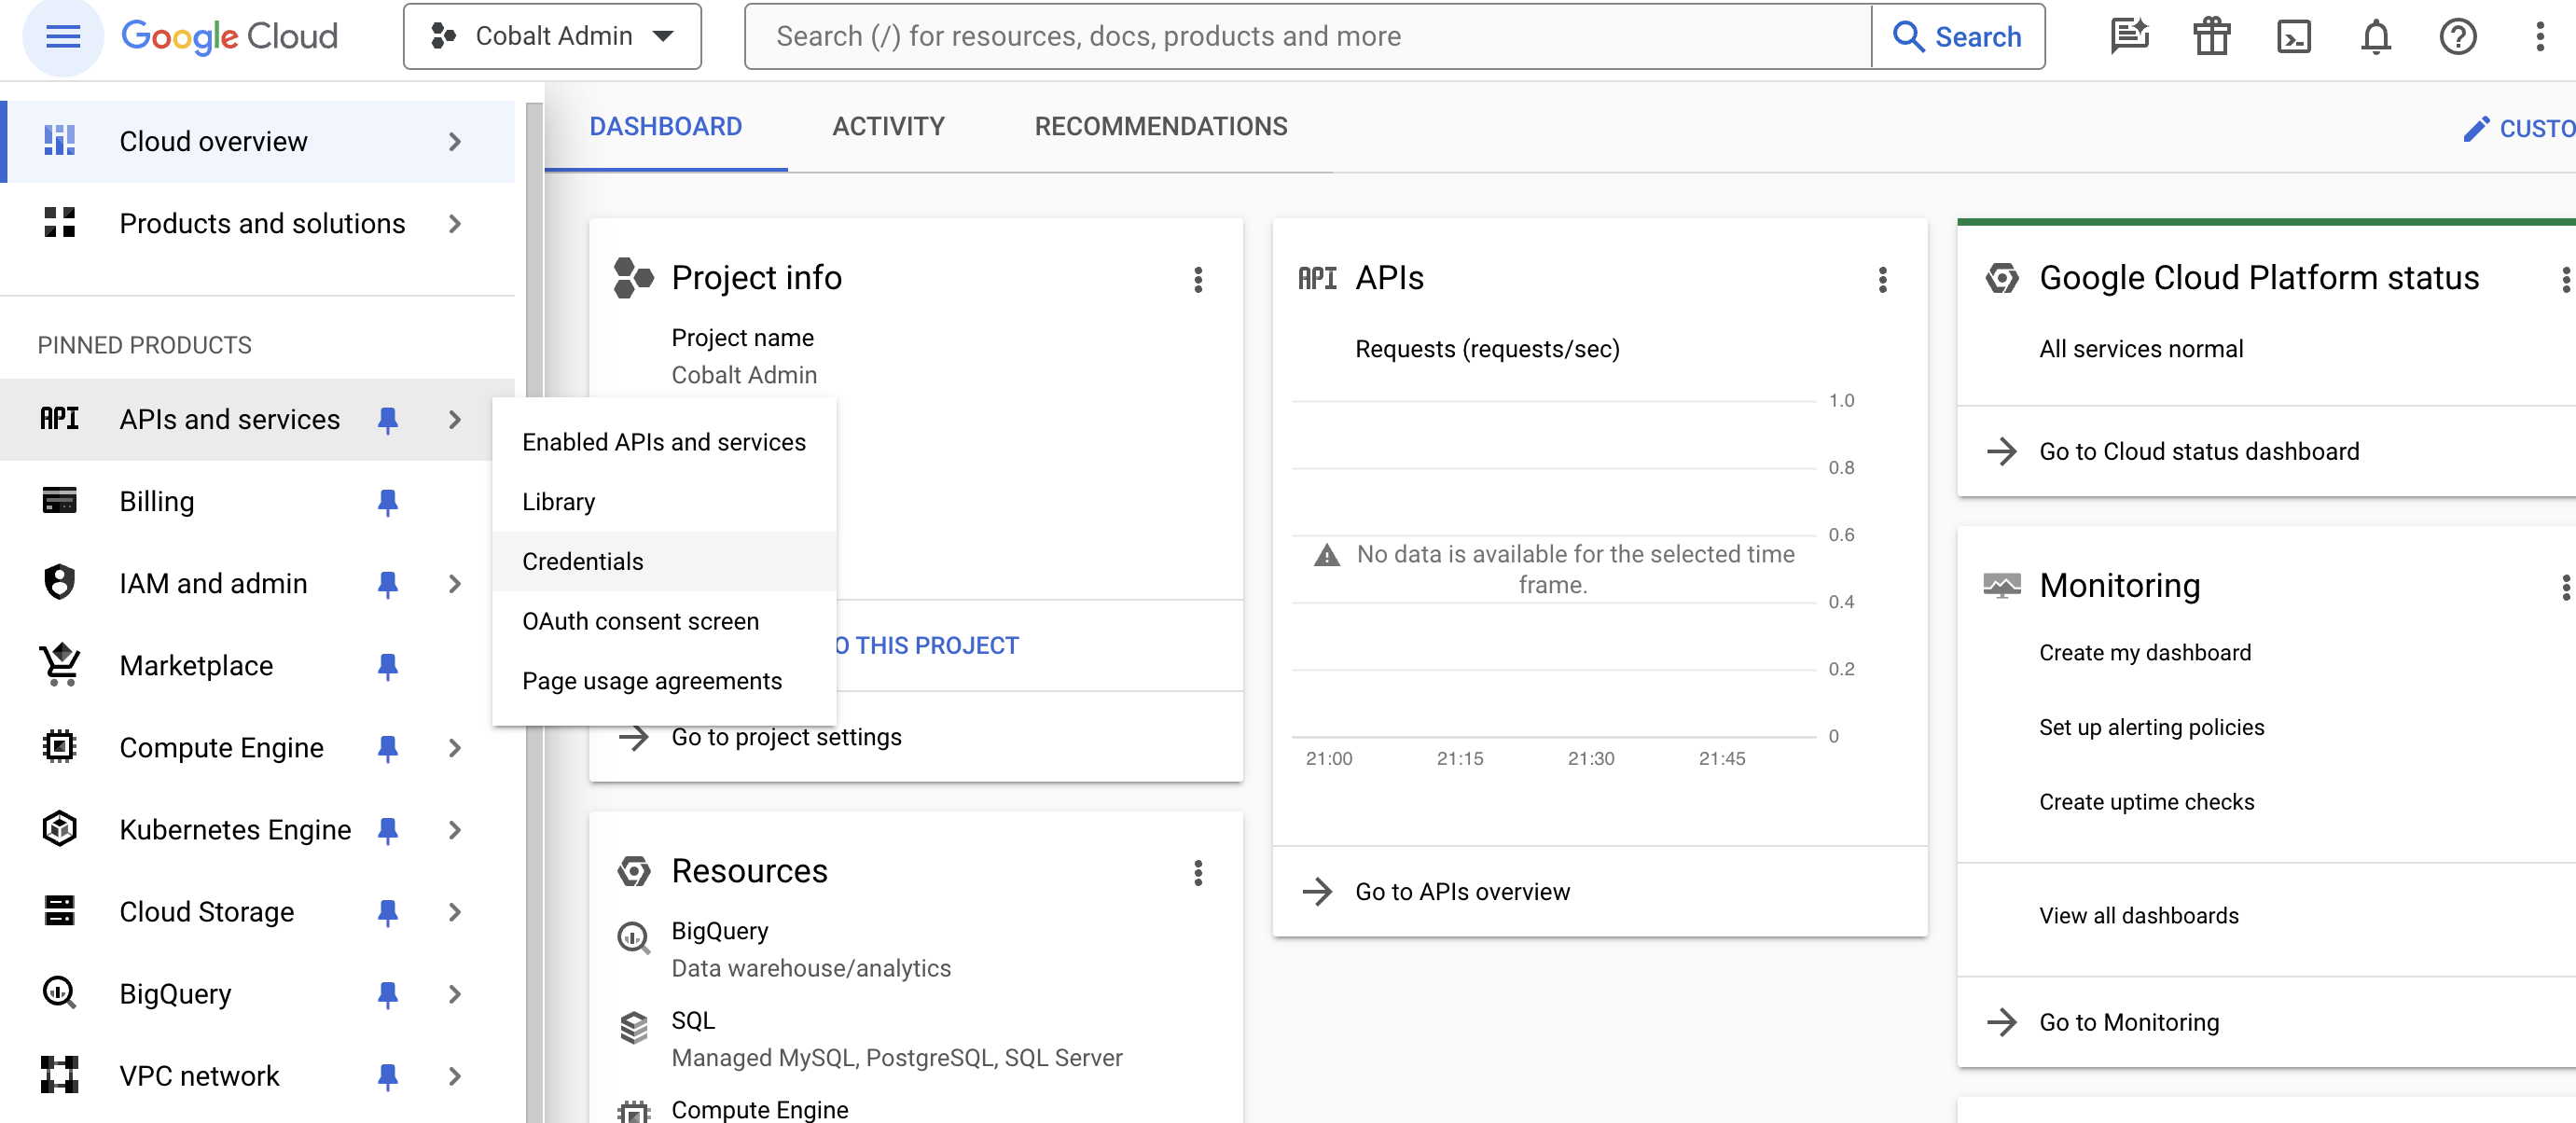 Google Cloud
Cobalt Admin
Search (/) for resources, docs, products and more
Search
Cloud overview
Products and solutions
PINNED PRODUCTS
API APIs and services
Billing
IAM and admin
Marketplace
Compute Engine
Kubernetes Engine
Cloud Storage
BigQuery
VPC network
Enabled APIs and services
Library
Credentials
OAuth consent screen
Page usage agreements
DASHBOARD
ACTIVITY
RECOMMENDATIONS
CUSTO
Project info
Project name
Cobalt Admin
O THIS PROJECT
Go to project settings
Resources
BigQuery
Data warehouse/analytics
SQL
Managed MySQL, PostgreSQL, SQL Server
Compute Engine
API APIs
Requests (requests/sec)
1.0
0.8
0.6
No data is available for the selected time
frame.
0.4
0.2
0
21:00 21:15 21:30 21:45
Go to APIs overview
Google Cloud Platform status
All services normal
Go to Cloud status dashboard
Monitoring
Create my dashboard
Set up alerting policies
Create uptime checks
View all dashboards
Go to Monitoring